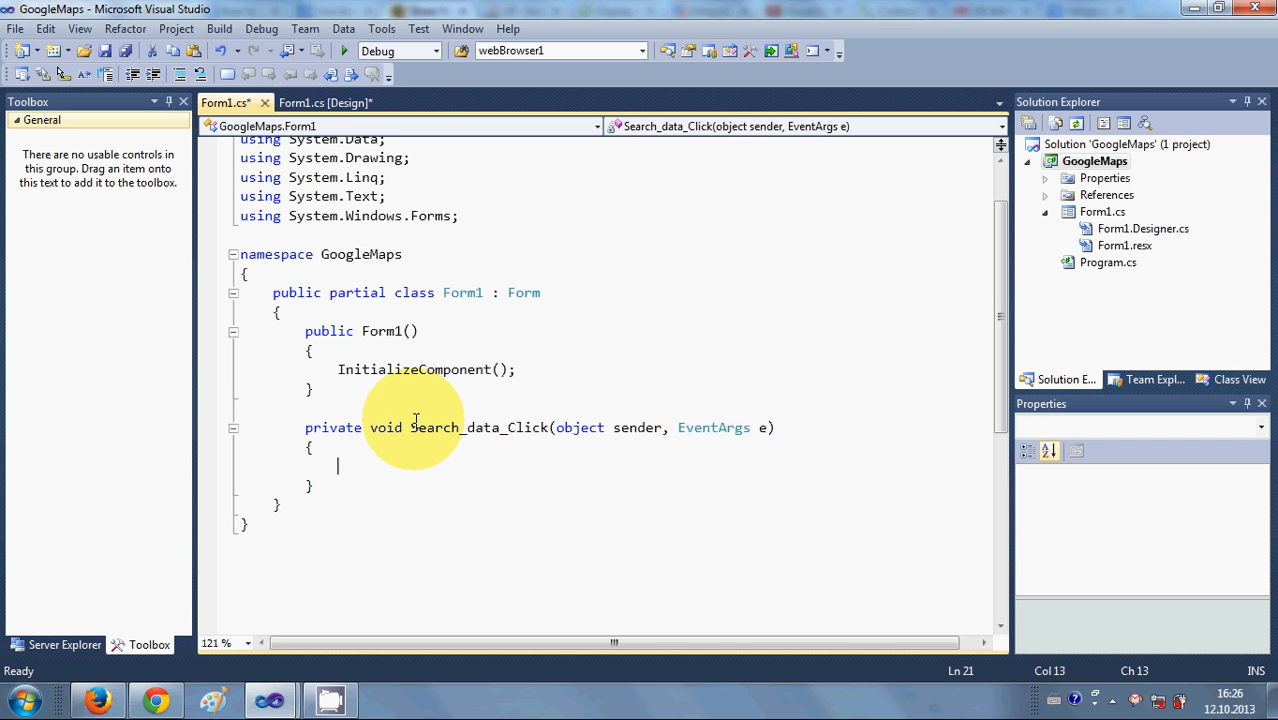 GoogleMaps - Microsoft Visual Studio
File Edit View Refactor Project Build Debug Team Data Tools Test Window Help
Debug webBrowser1
Toolbox
General
There are no usable controls in
this group. Drag an item onto
this text to add it to the toolbox.
Server Explorer Toolbox
Form1.cs* Form1.cs [Design]*
GoogleMaps.Form1 Search_data_Click(object sender, EventArgs e)
using System.Data;
using System.Drawing;
using System.Linq;
using System.Text;
using System.Windows.Forms;
namespace GoogleMaps
{
public partial class Form1 : Form
{
public Form1()
{
InitializeComponent();
}
private void Search_data_Click(object sender, EventArgs e)
{
}
}
}
121 %
Solution Explorer
Solution 'GoogleMaps' (1 project)
GoogleMaps
Properties
References
Form1.cs
Form1.Designer.cs
Form1.resx
Program.cs
Solution E... Team Expl... Class View
Properties
Ready Ln 21 Col 13 Ch 13 INS
16:26
12.10.2013